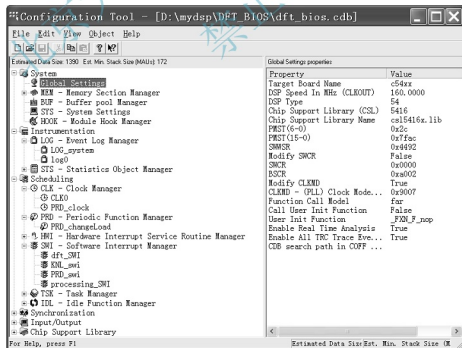 Configuration Tool - [D:\mydsp\DFT_BIOS\dft_bios.cdb]
File Edit View Object Help
Estimated Data Size: 1390 Est. Min. Stack Size (MAUs): 172
Global Settings properties
System
Global Settings
MEM - Memory Section Manager
BUF - Buffer pool Manager
SYS - System Settings
HOOK - Module Hook Manager
Instrumentation
LOG - Event Log Manager
LOG_system
log0
STS - Statistics Object Manager
Scheduling
CLK - Clock Manager
CLK0
PRD_clock
PRD - Periodic Function Manager
PRD_changeLoad
HWI - Hardware Interrupt Service Routine Manager
SWI - Software Interrupt Manager
dft_SWI
KNL_swi
PRD_swi
processing_SWI
TSK - Task Manager
IDL - Idle Function Manager
Synchronization
Input/Output
Chip Support Library
Property Value
Target Board Name c54xx
DSP Speed In MHz (CLKOUT) 160.0000
DSP Type 54
Chip Support Library (CSL) 5416
Chip Support Library Name csl5416x.lib
PMST(6-0) 0x2c
PMST(15-0) 0x7fac
SWWSR 0x4492
Modify SWCR False
SWCR 0x0000
BSCR 0xa002
Modify CLKMD True
CLKMD - (PLL) Clock Mode... 0x9007
Function Call Model far
Call User Init Function False
User Init Function _FXN_F_nop
Enable Real Time Analysis True
Enable All TRC Trace Eve... True
CDB search path in COFF ...
For Help, press F1
Estimated Data Siz Est. Min. Stack Size (M